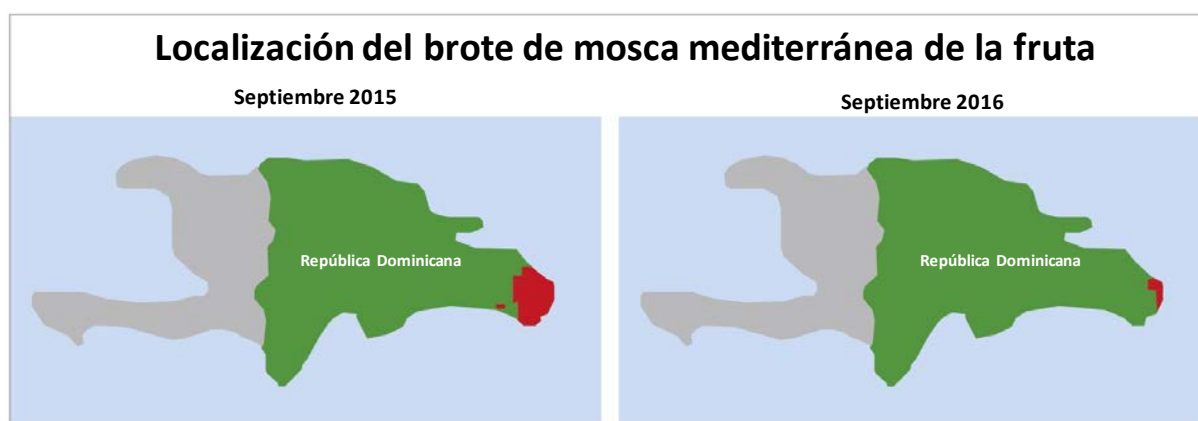 Localización del brote de mosca mediterránea de la fruta
Septiembre 2015
Septiembre 2016
República Dominicana
República Dominicana